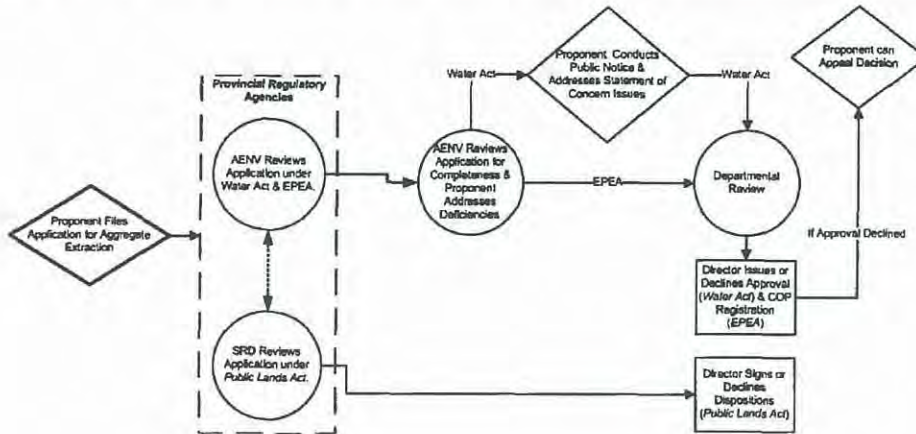 Proponent Files
Application for Aggregate
Extraction
Provincial Regulatory
Agencies
AENV Reviews
Application under
Water Act & EPEA.
SRD Reviews
Application under
Public Lands Act.
AENV Reviews
Application for
Completeness &
Proponent
Addresses
Deficiencies
Water Act
Proponent Conducts
Public Notice &
Addresses Statement of
Concern Issues
Water Act
EPEA
Departmental
Review
Director Issues or
Declines Approval
(Water Act) & COP
Registration
(EPEA)
If Approval Declined
Proponent can
Appeal Decision
Director Signs or
Declines
Dispositions
(Public Lands Act)